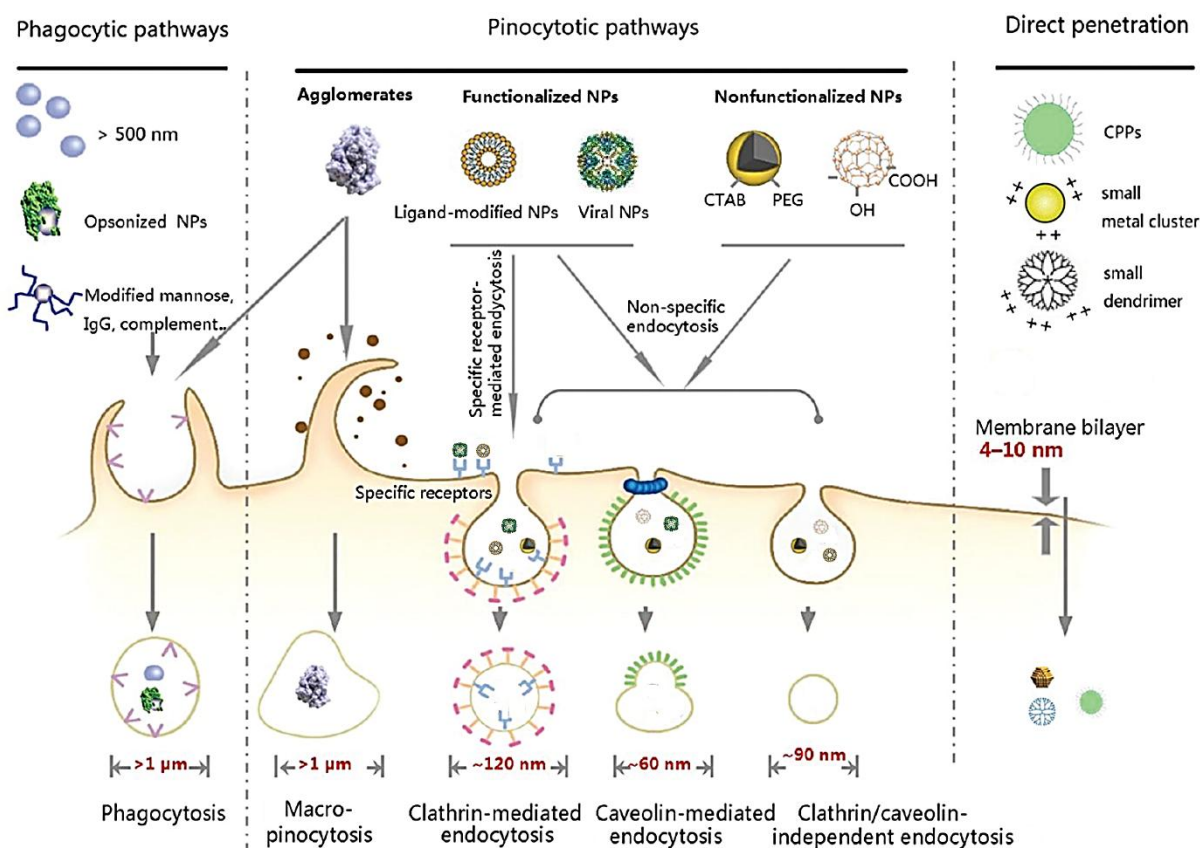 Phagocytic pathways
Pinocytotic pathways
Direct penetration
> 500 nm
Opsonized NPs
Modified mannose,
IgG, complement..
Agglomerates
Functionalized NPs
Nonfunctionalized NPs
Ligand-modified NPs
Viral NPs
CTAB
PEG
COOH
OH
CPPs
++
++
++
small
metal cluster
small
dendrimer
++
++
++
Specific receptor-
mediated endycytosis
Non-specific
endocytosis
Specific receptors
Membrane bilayer
4–10 nm
>1 μm
>1 μm
~120 nm
~60 nm
~90 nm
Phagocytosis
Macro-
pinocytosis
Clathrin-mediated
endocytosis
Caveolin-mediated
endocytosis
Clathrin/caveolin-
independent endocytosis